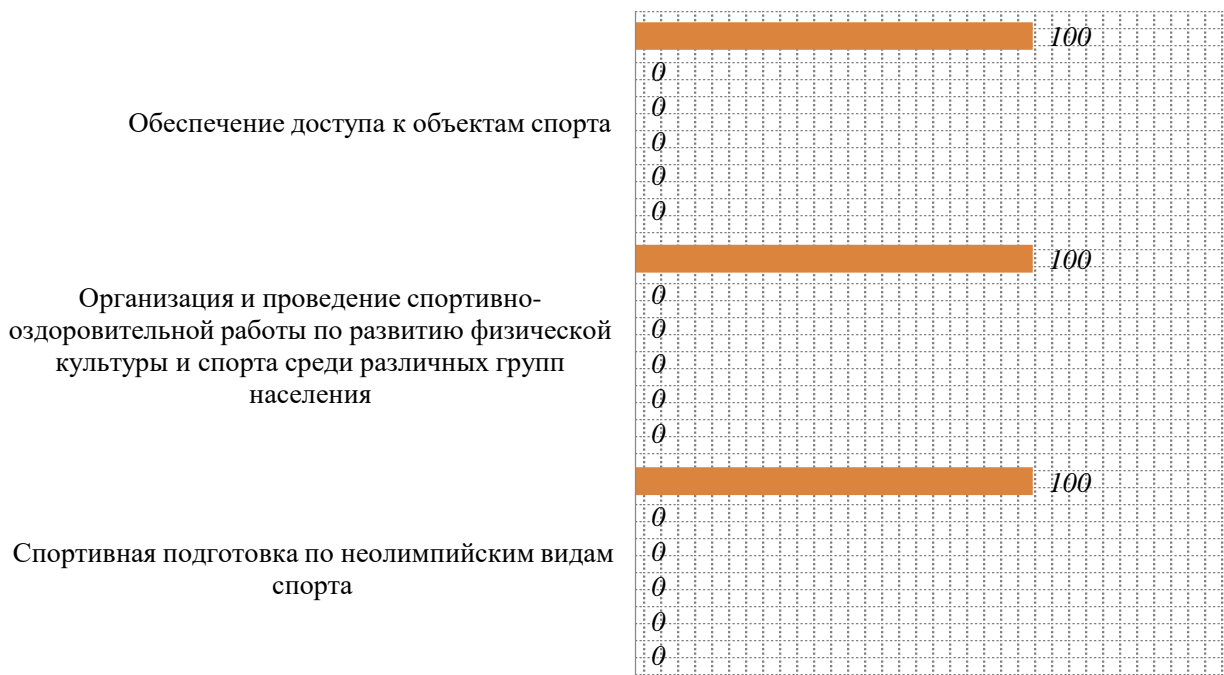 100
0
0
Обеспечение доступа к объектам спорта
0
0
0
100
0
Организация и проведение спортивно-
оздоровительной работы по развитию физической
культуры и спорта среди различных групп
населения
0
0
0
0
100
0
0
Спортивная подготовка по неолимпийским видам
спорта
0
0
0